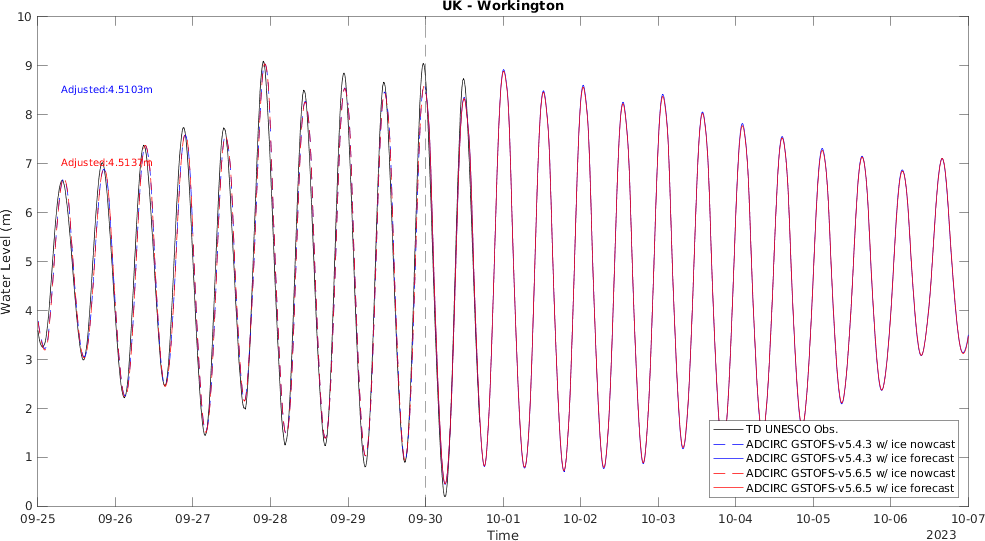 UK - Workington
10
9
8
7
6
5
4
3
2
1
0
Water Level (m)
Adjusted:4.5103m
Adjusted:4.5137m
TD UNESCO Obs.
ADCIRC GSTOFS-v5.4.3 w/ ice nowcast
ADCIRC GSTOFS-v5.4.3 w/ ice forecast
ADCIRC GSTOFS-v5.6.5 w/ ice nowcast
ADCIRC GSTOFS-v5.6.5 w/ ice forecast
09-25 09-26 09-27 09-28 09-29 09-30 10-01 10-02 10-03 10-04 10-05 10-06 10-07
Time
2023